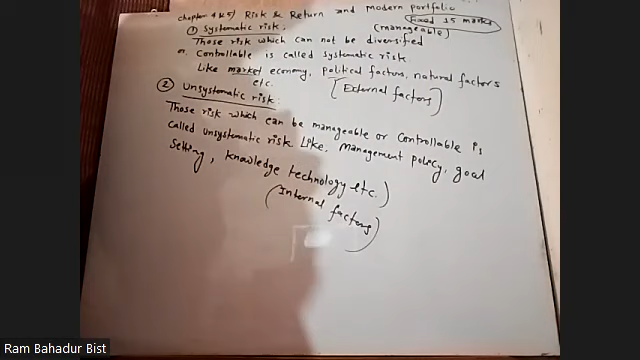 chapter 4 & 5) Risk & Return and modern portfolio
Fixed 15 marks
① Systematic risk. (manageable)
Those risk which can not be diversified
or. Controllable is called systematic risk.
Like market economy, political factors, natural factors
etc. [External factors]
② Unsystematic risk.
Those risk which can be manageable or Controllable is
called unsystematic risk Like, Management policy, goal
setting, knowledge technology etc.)
(Internal factors)
Ram Bahadur Bist